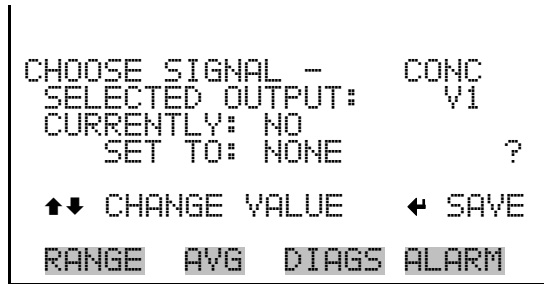 CHOOSE SIGNAL - CONC
SELECTED OUTPUT: V1
CURRENTLY: NO
SET TO: NONE ?
⬆⬇ CHANGE VALUE ↵ SAVE
RANGE AVG DIAGS ALARM